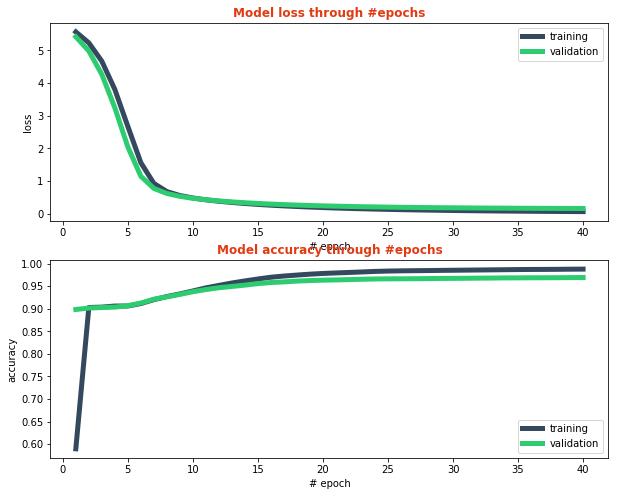 Model loss through #epochs
training
validation
loss
5
4
3
2
1
0
0 5 10 15 20 25 30 35 40
# epoch
Model accuracy through #epochs
accuracy
1.00
0.95
0.90
0.85
0.80
0.75
0.70
0.65
0.60
training
validation
0 5 10 15 20 25 30 35 40
# epoch